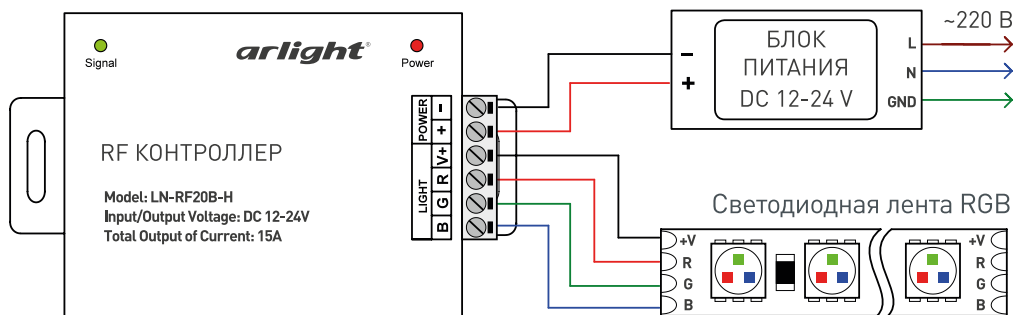 Signal
arlight®
Power
RF КОНТРОЛЛЕР
Model: LN-RF20B-H
Input/Output Voltage: DC 12-24V
Total Output of Current: 15A
POWER
LIGHT
-
+
V+
R
G
B
-
+
БЛОК
ПИТАНИЯ
DC 12-24 V
L
N
GND
~220 В
Светодиодная лента RGB
+V
R
G
B
+V
R
G
B